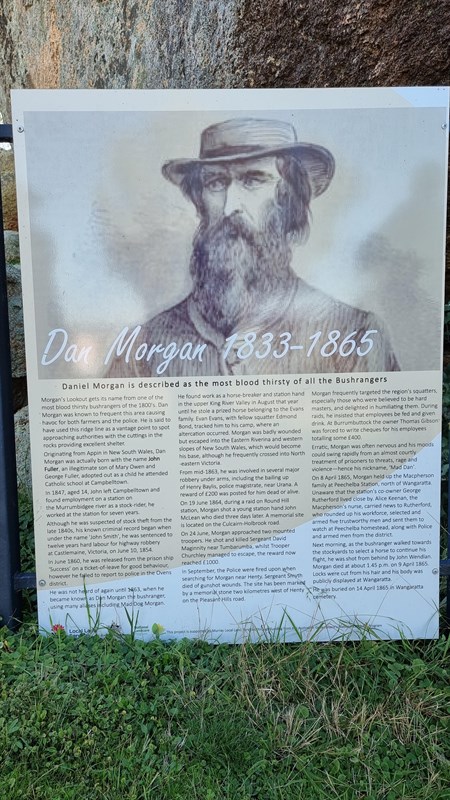 Dan Morgan 1833-1865
Daniel Morgan is described as the most blood thirsty of all the Bushrangers
Morgan's Lookout gets its name from one of the
most blood thirsty bushrangers of the 1800's. Dan
Morgan was known to frequent this area causing
havoc for both farmers and the police. He is said to
have used this ridge line as a vantage point to spot
approaching authorities with the cuttings in the
rocks providing excellent shelter.
Originating from Appin in New South Wales, Dan
Morgan was actually born with the name John
Fuller, an illegitimate son of Mary Owen and
George Fuller, adopted out as a child he attended
Catholic school at Campbelltown.
In 1847, aged 14, John left Campbelltown and
found employment on a station on
the Murrumbidgee river as a stock rider, he
worked at the station for seven years.
Although he was suspected of stock theft from the
late 1840s, his known criminal record began when
under the name 'John Smith', he was sentenced to
twelve years hard labour for highway robbery
at Castlemaine, Victoria, on June 10, 1854.
In June 1860, he was released from the prison ship
'Success' on a ticket-of leave for good behaviour,
however he failed to report to police in the Ovens
district.
He was not heard of again until 1863, when he
became known as Dan Morgan the bushranger,
using many aliases including Mad Dog Morgan.
He found work as a horse-breaker and station hand
in the upper King River Valley in August that year
until he stole a prized horse belonging to the Evans
family. Evan Evans, with fellow squatter Edmond
Bond, tracked him to his camp, where an
altercation occurred. Morgan was badly wounded
but escaped into the Eastern Riverina and western
slopes of New South Wales, which would become
his base, although he frequently crossed into North
eastern Victoria.
From mid-1863, he was involved in several major
robbery under arms, including the bailing up
of Henry Baylis, police magistrate, near Urana. A
reward of £200 was posted for him dead or alive.
On 19 June 1864, during a raid on Round Hill
station, Morgan shot a young station hand John
McLean who died three days later. A memorial site
is located on the Culcairn-Holbrook road.
On 24 June, Morgan approached two mounted
troopers. He shot and killed Sergeant David
Maginnity near Tumbarumba, whilst Trooper
Churchley managed to escape, the reward now
reached £1000.
In September, the Police were fired upon when
searching for Morgan near Henty. Sergeant Smyth
died of gunshot wounds. The site has been marked
by a memorial stone two kilometres west of Henty
on the Pleasant Hills road.
Morgan frequently targeted the region's squatters,
especially those who were believed to be hard
masters, and delighted in humiliating them. During
raids, he insisted that employees be fed and given
drink. At Burrumbuttock the owner Thomas Gibson
was forced to write cheques for his employees
totalling some £400.
Erratic, Morgan was often nervous and his moods
could swing rapidly from an almost courtly
treatment of prisoners to threats, rage and
violence—hence his nickname, 'Mad Dan'.
On 8 April 1865, Morgan held up the Macpherson
family at Peechelba Station, north of Wangaratta.
Unaware that the station's co-owner George
Rutherford lived close by. Alice Keenan, the
Macpherson's nurse, carried news to Rutherford,
who rounded up his workforce, selected and
armed five trustworthy men and sent them to
watch at Peechelba homestead, along with Police
and armed men from the district.
Next morning, as the bushranger walked towards
the stockyards to select a horse to continue his
flight, he was shot from behind by John Wendlan.
Morgan died at about 1.45 p.m. on 9 April 1865.
Locks were cut from his hair and his body was
publicly displayed at Wangaratta.
He was buried on 14 April 1865 in Wangaratta
cemetery.
Local La